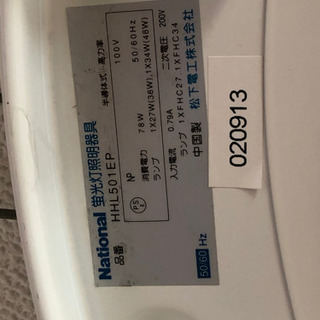 National 蛍光灯照明器具
品番 HHL501EP
半導体式 高力率
100V 50/60Hz
NP 78W 1X27W(36W),1X34W(48W)
消費電力
ランプ
入力電流 0.79A 二次電圧 200V
ランプ 1XFHC27 1XFHC34
中国製 松下電工株式会社
PS E
50/60 Hz
020913